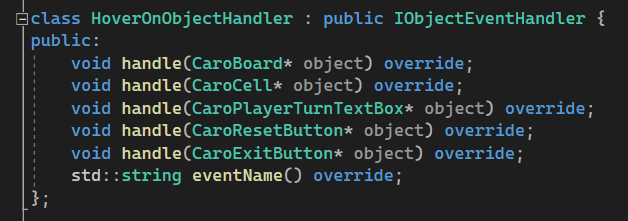 class HoverOnObjectHandler : public IObjectEventHandler {
public:
    void handle(CaroBoard* object) override;
    void handle(CaroCell* object) override;
    void handle(CaroPlayerTurnTextBox* object) override;
    void handle(CaroResetButton* object) override;
    void handle(CaroExitButton* object) override;
    std::string eventName() override;
};